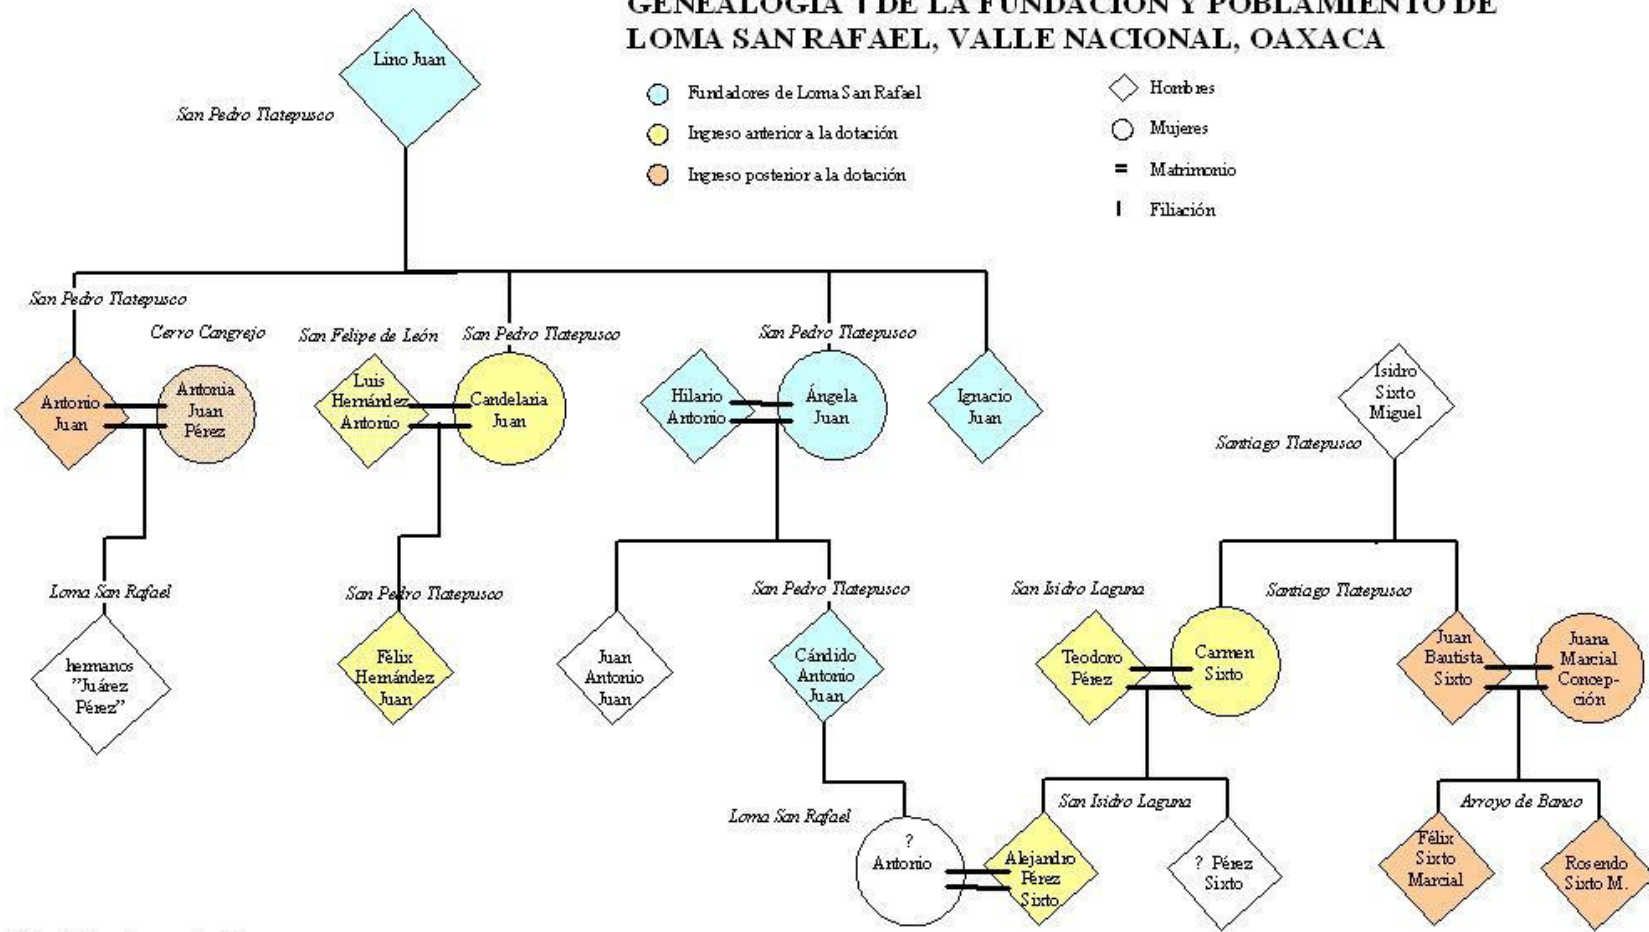 GENEALOGÍA 1 DE LA FUNDACIÓN Y POBLAMIENTO DE
LOMA SAN RAFAEL, VALLE NACIONAL, OAXACA
Fundadores de Loma San Rafael
Ingreso anterior a la dotación
Ingreso posterior a la dotación
Hombres
Mujeres
Matrimonio
Filiación
Lino Juan
San Pedro Tlatepusco
San Pedro Tlatepusco
Cerro Cangrejo
San Felipe de León
San Pedro Tlatepusco
San Pedro Tlatepusco
Antonio
Juan
Antonia
Juan
Pérez
Luis
Hernández
Antonio
Candelaria
Juan
Hilario
Antonio
Ángela
Juan
Ignacio
Juan
Isidro
Sixto
Miguel
Santiago Tlatepusco
Loma San Rafael
San Pedro Tlatepusco
San Pedro Tlatepusco
San Isidro Laguna
Santiago Tlatepusco
hermanos
"Juárez
Pérez"
Félix
Hernández
Juan
Juan
Antonio
Juan
Cándido
Antonio
Juan
Teodoro
Pérez
Carmen
Sixto
Juan
Bautista
Sixto
Juana
Marcial
Concep-
ción
Loma San Rafael
San Isidro Laguna
Arroyo de Banco
?
Antonio
Alejandro
Pérez
Sixto
? Pérez
Sixto
Félix
Sixto
Marcial
Rosendo
Sixto M.